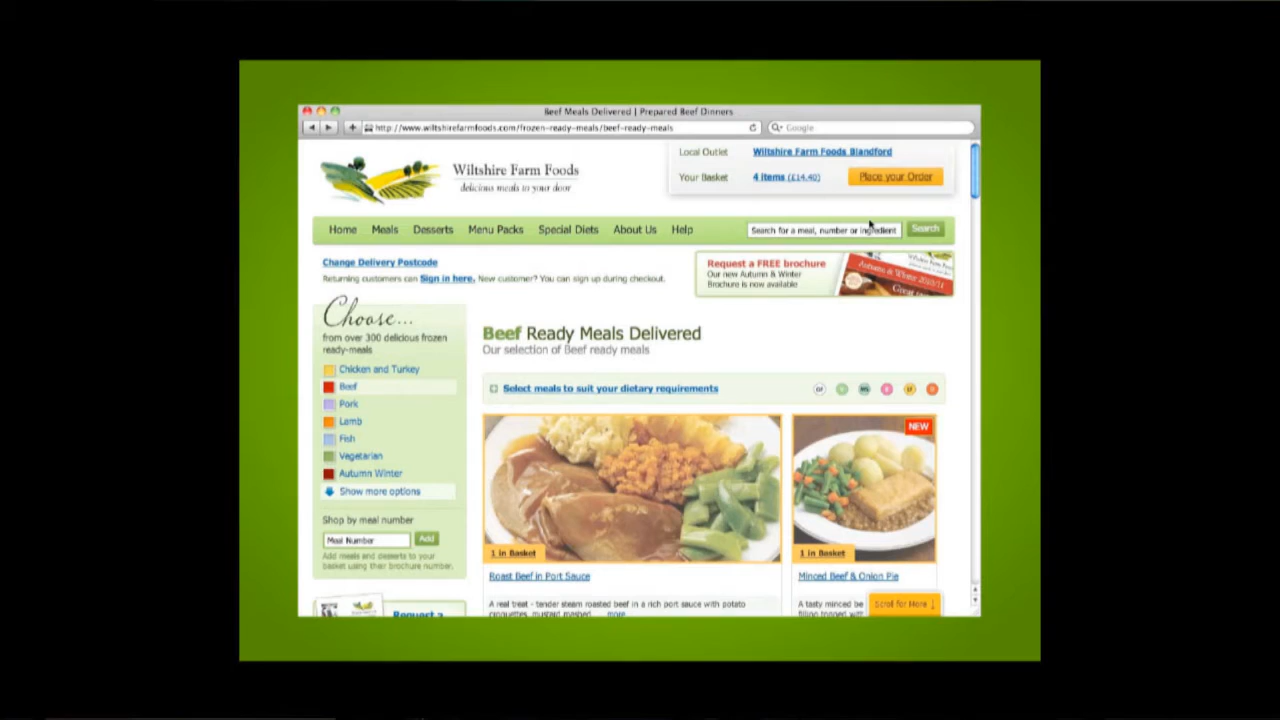 Beef Meals Delivered | Prepared Beef Dinners
http://www.wiltshirefarmfoods.com/frozen-ready-meals/beef-ready-meals
Google
Local Outlet Wiltshire Farm Foods Blandford
Wiltshire Farm Foods
delicious meals to your door
Your Basket 4 items (£14.40) Place your Order
Home Meals Desserts Menu Packs Special Diets About Us Help Search for a meal, number or ingredient Search
Change Delivery Postcode
Returning customers can Sign in here. New customer? You can sign up during checkout.
Request a FREE brochure
Our new Autumn & Winter
Brochure is now available
Autumn & Winter 2010/11
Great
Choose...
from over 300 delicious frozen
ready-meals
Chicken and Turkey
Beef
Pork
Lamb
Fish
Vegetarian
Autumn Winter
Show more options
Shop by meal number
Meal Number Add
Add meals and desserts to your
basket using their brochure number.
Request a
Beef Ready Meals Delivered
Our selection of Beef ready meals
Select meals to suit your dietary requirements
NEW
1 in Basket
1 in Basket
Roast Beef in Port Sauce
Minced Beef & Onion Pie
A real treat - tender steam roasted beef in a rich port sauce with potato
croquettes, mustard mashed more
A tasty minced be
filling topped with
Scroll for More